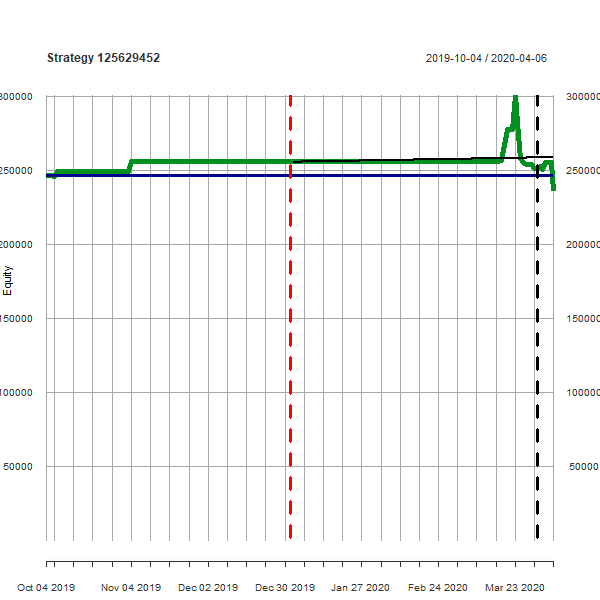 Strategy 125629452 2019-10-04 / 2020-04-06
300000 300000
250000 250000
200000 200000
150000 150000
100000 100000
50000 50000
Equity
Oct 04 2019 Nov 04 2019 Dec 02 2019 Dec 30 2019 Jan 27 2020 Feb 24 2020 Mar 23 2020